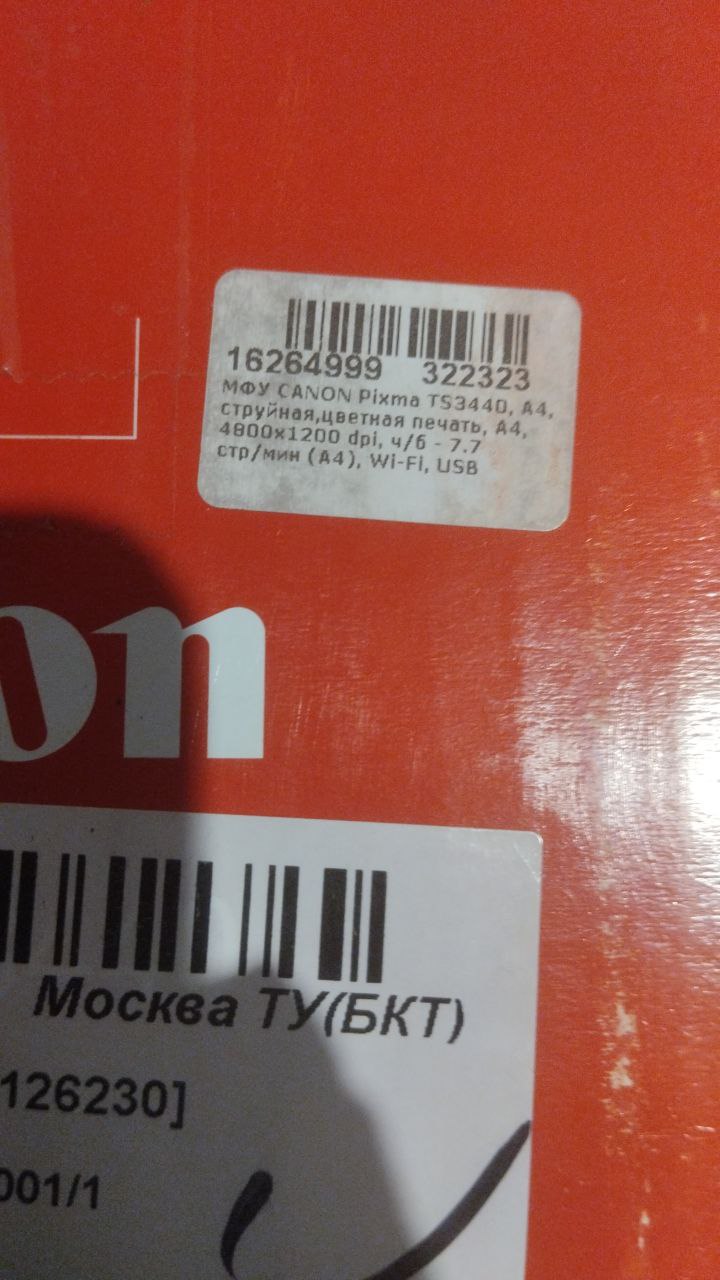 16264999 322323
МФУ CANON Pixma TS3440, A4,
струйная,цветная печать, A4,
4800x1200 dpi, ч/б - 7.7
стр/мин (A4), Wi-Fi, USB
on
Москва ТУ(БКТ)
126230]
001/1